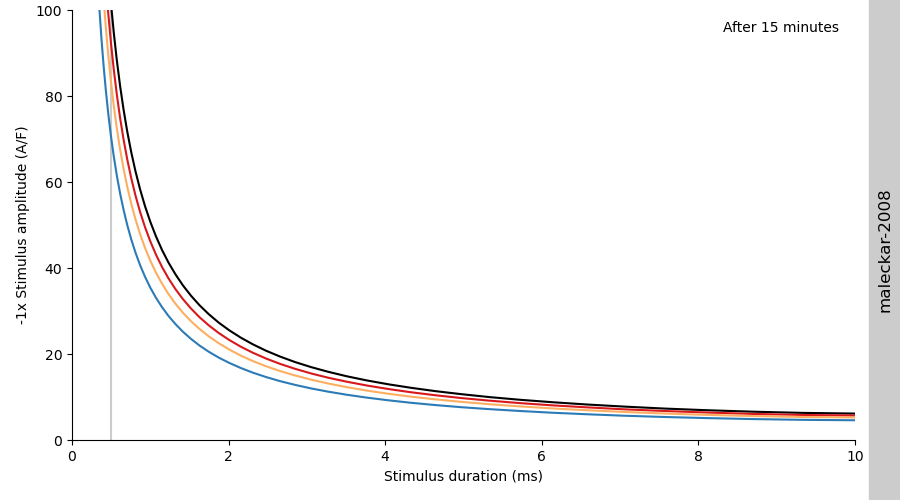 After 15 minutes
100
80
60
40
20
0
-1x Stimulus amplitude (A/F)
0 2 4 6 8 10
Stimulus duration (ms)
maleckar-2008